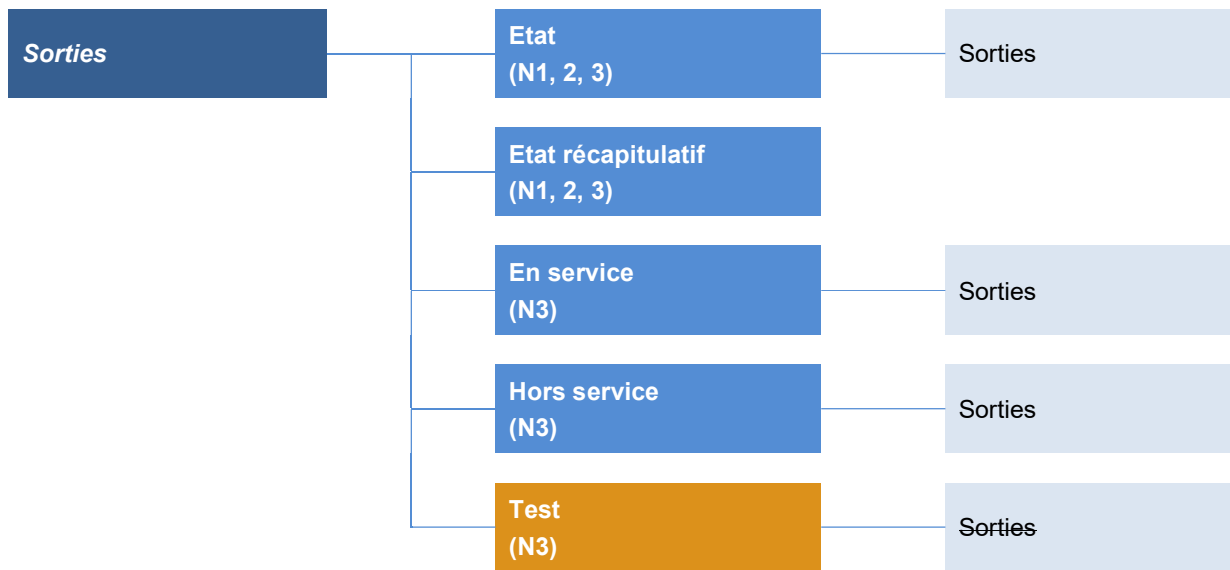 Sorties
Etat
(N1, 2, 3)
Sorties
Etat récapitulatif
(N1, 2, 3)
En service
(N3)
Sorties
Hors service
(N3)
Sorties
Test
(N3)
Sorties